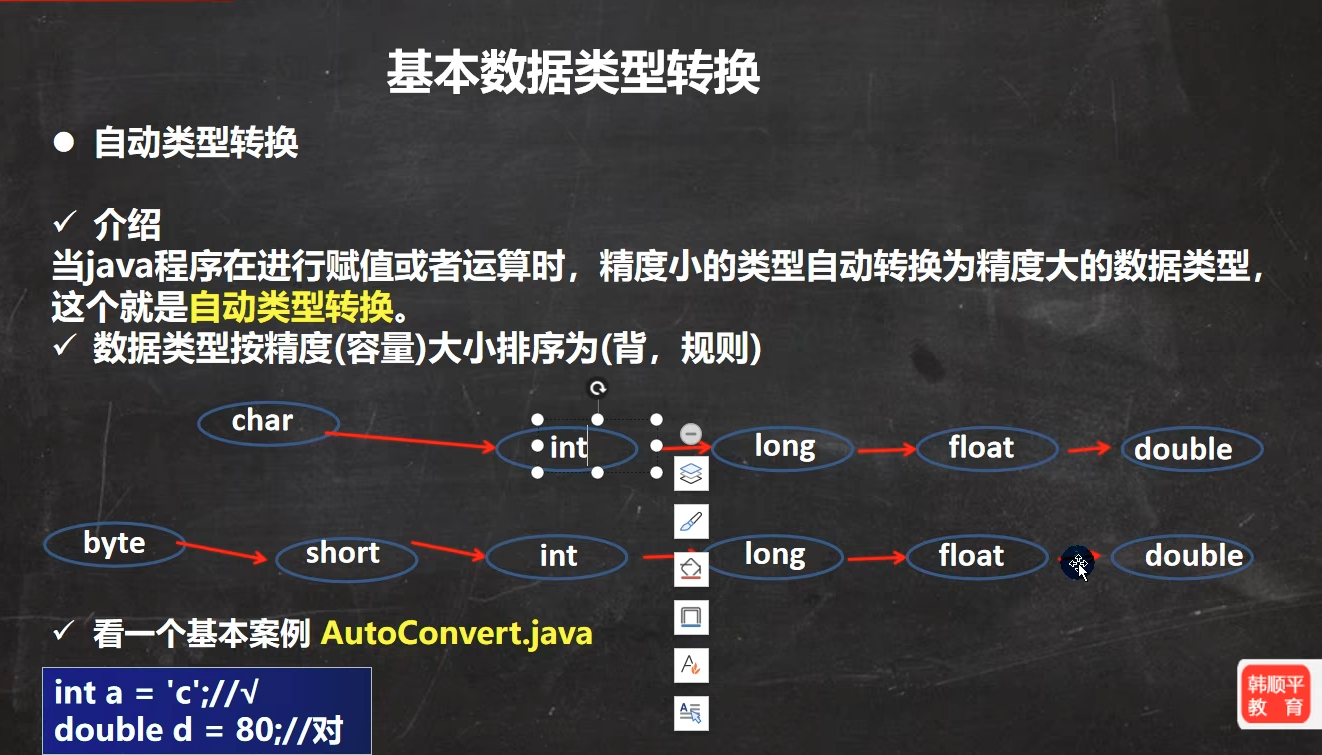 基本数据类型转换
● 自动类型转换
✓ 介绍
当java程序在进行赋值或者运算时，精度小的类型自动转换为精度大的数据类型，
这个就是自动类型转换。
✓ 数据类型按精度(容量)大小排序为(背，规则)
char int long float double
byte short int long float double
✓ 看一个基本案例 AutoConvert.java
int a = 'c';//√
double d = 80;//对
韩顺平
教 育